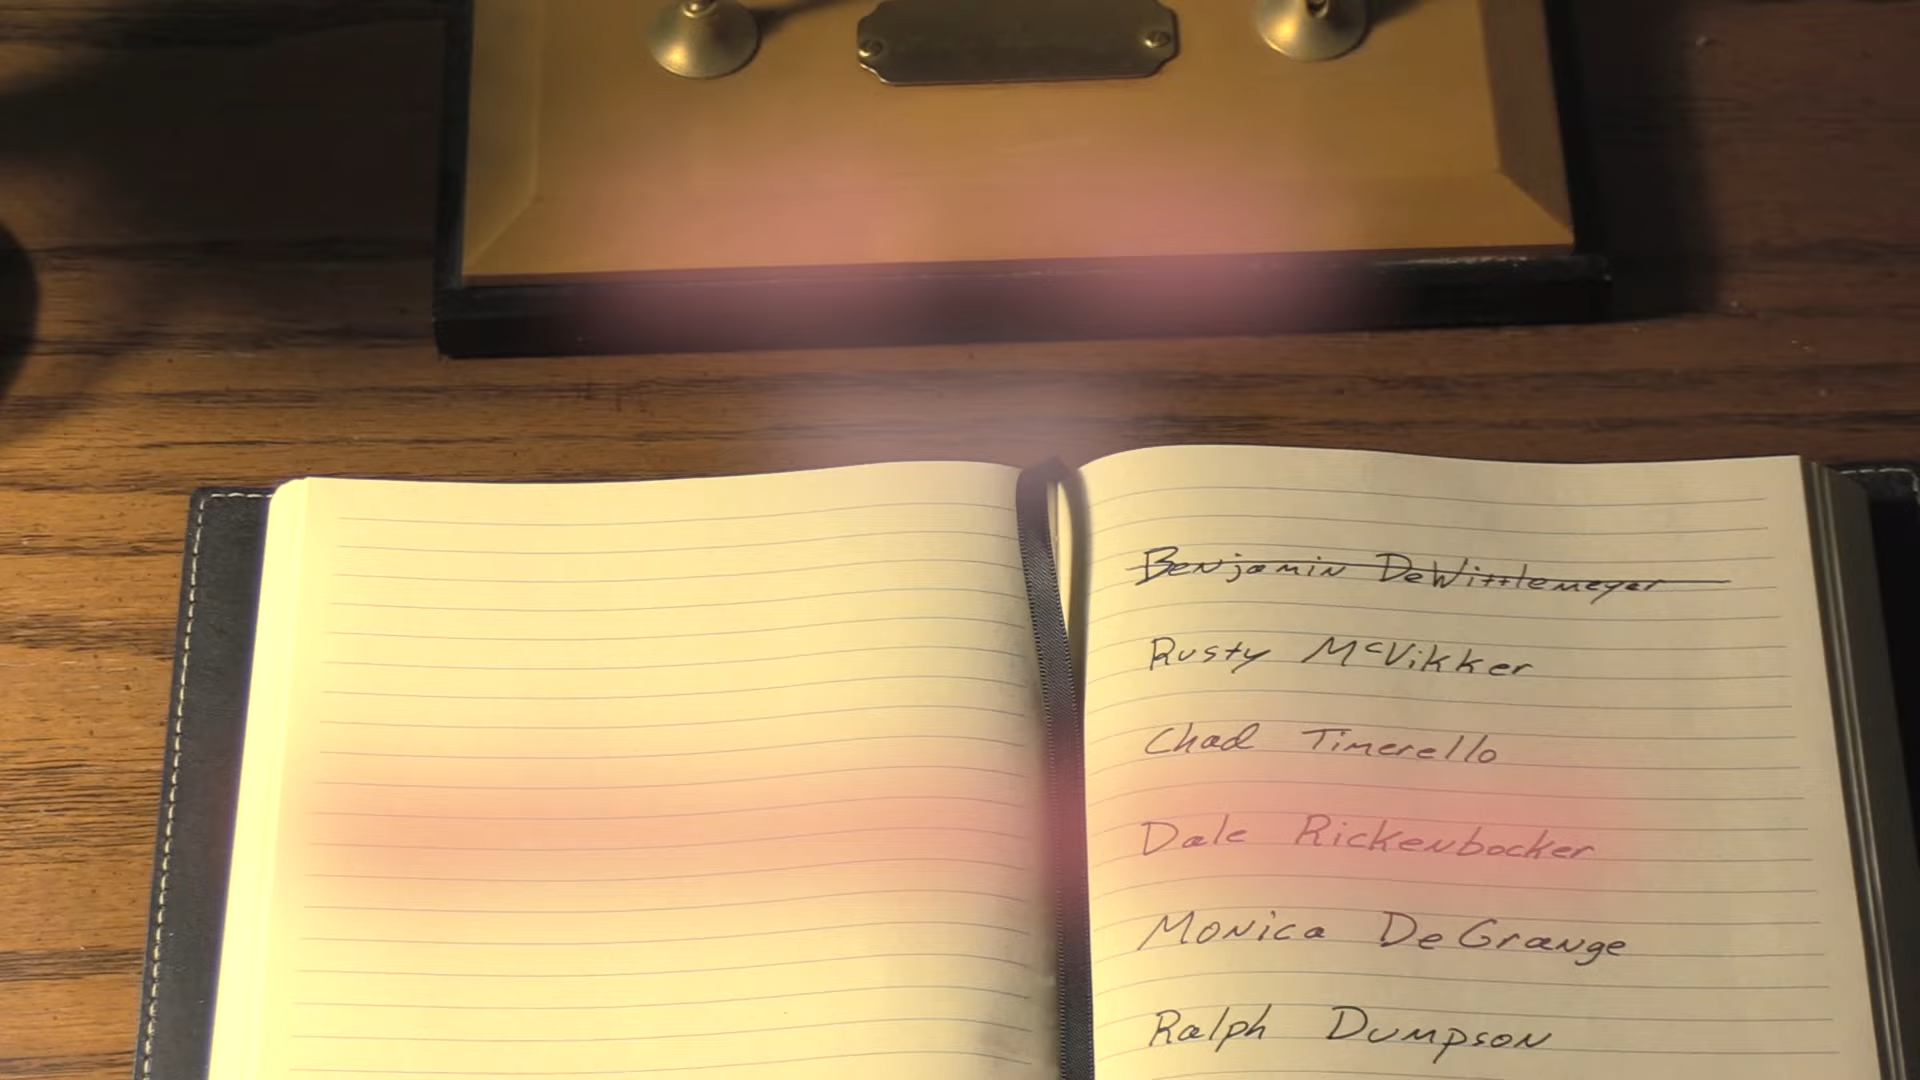 Benjamin DeWittlemeyer
Rusty McVikker
Chad Timerello
Dale Rickenbocker
Monica DeGrange
Ralph Dumpson